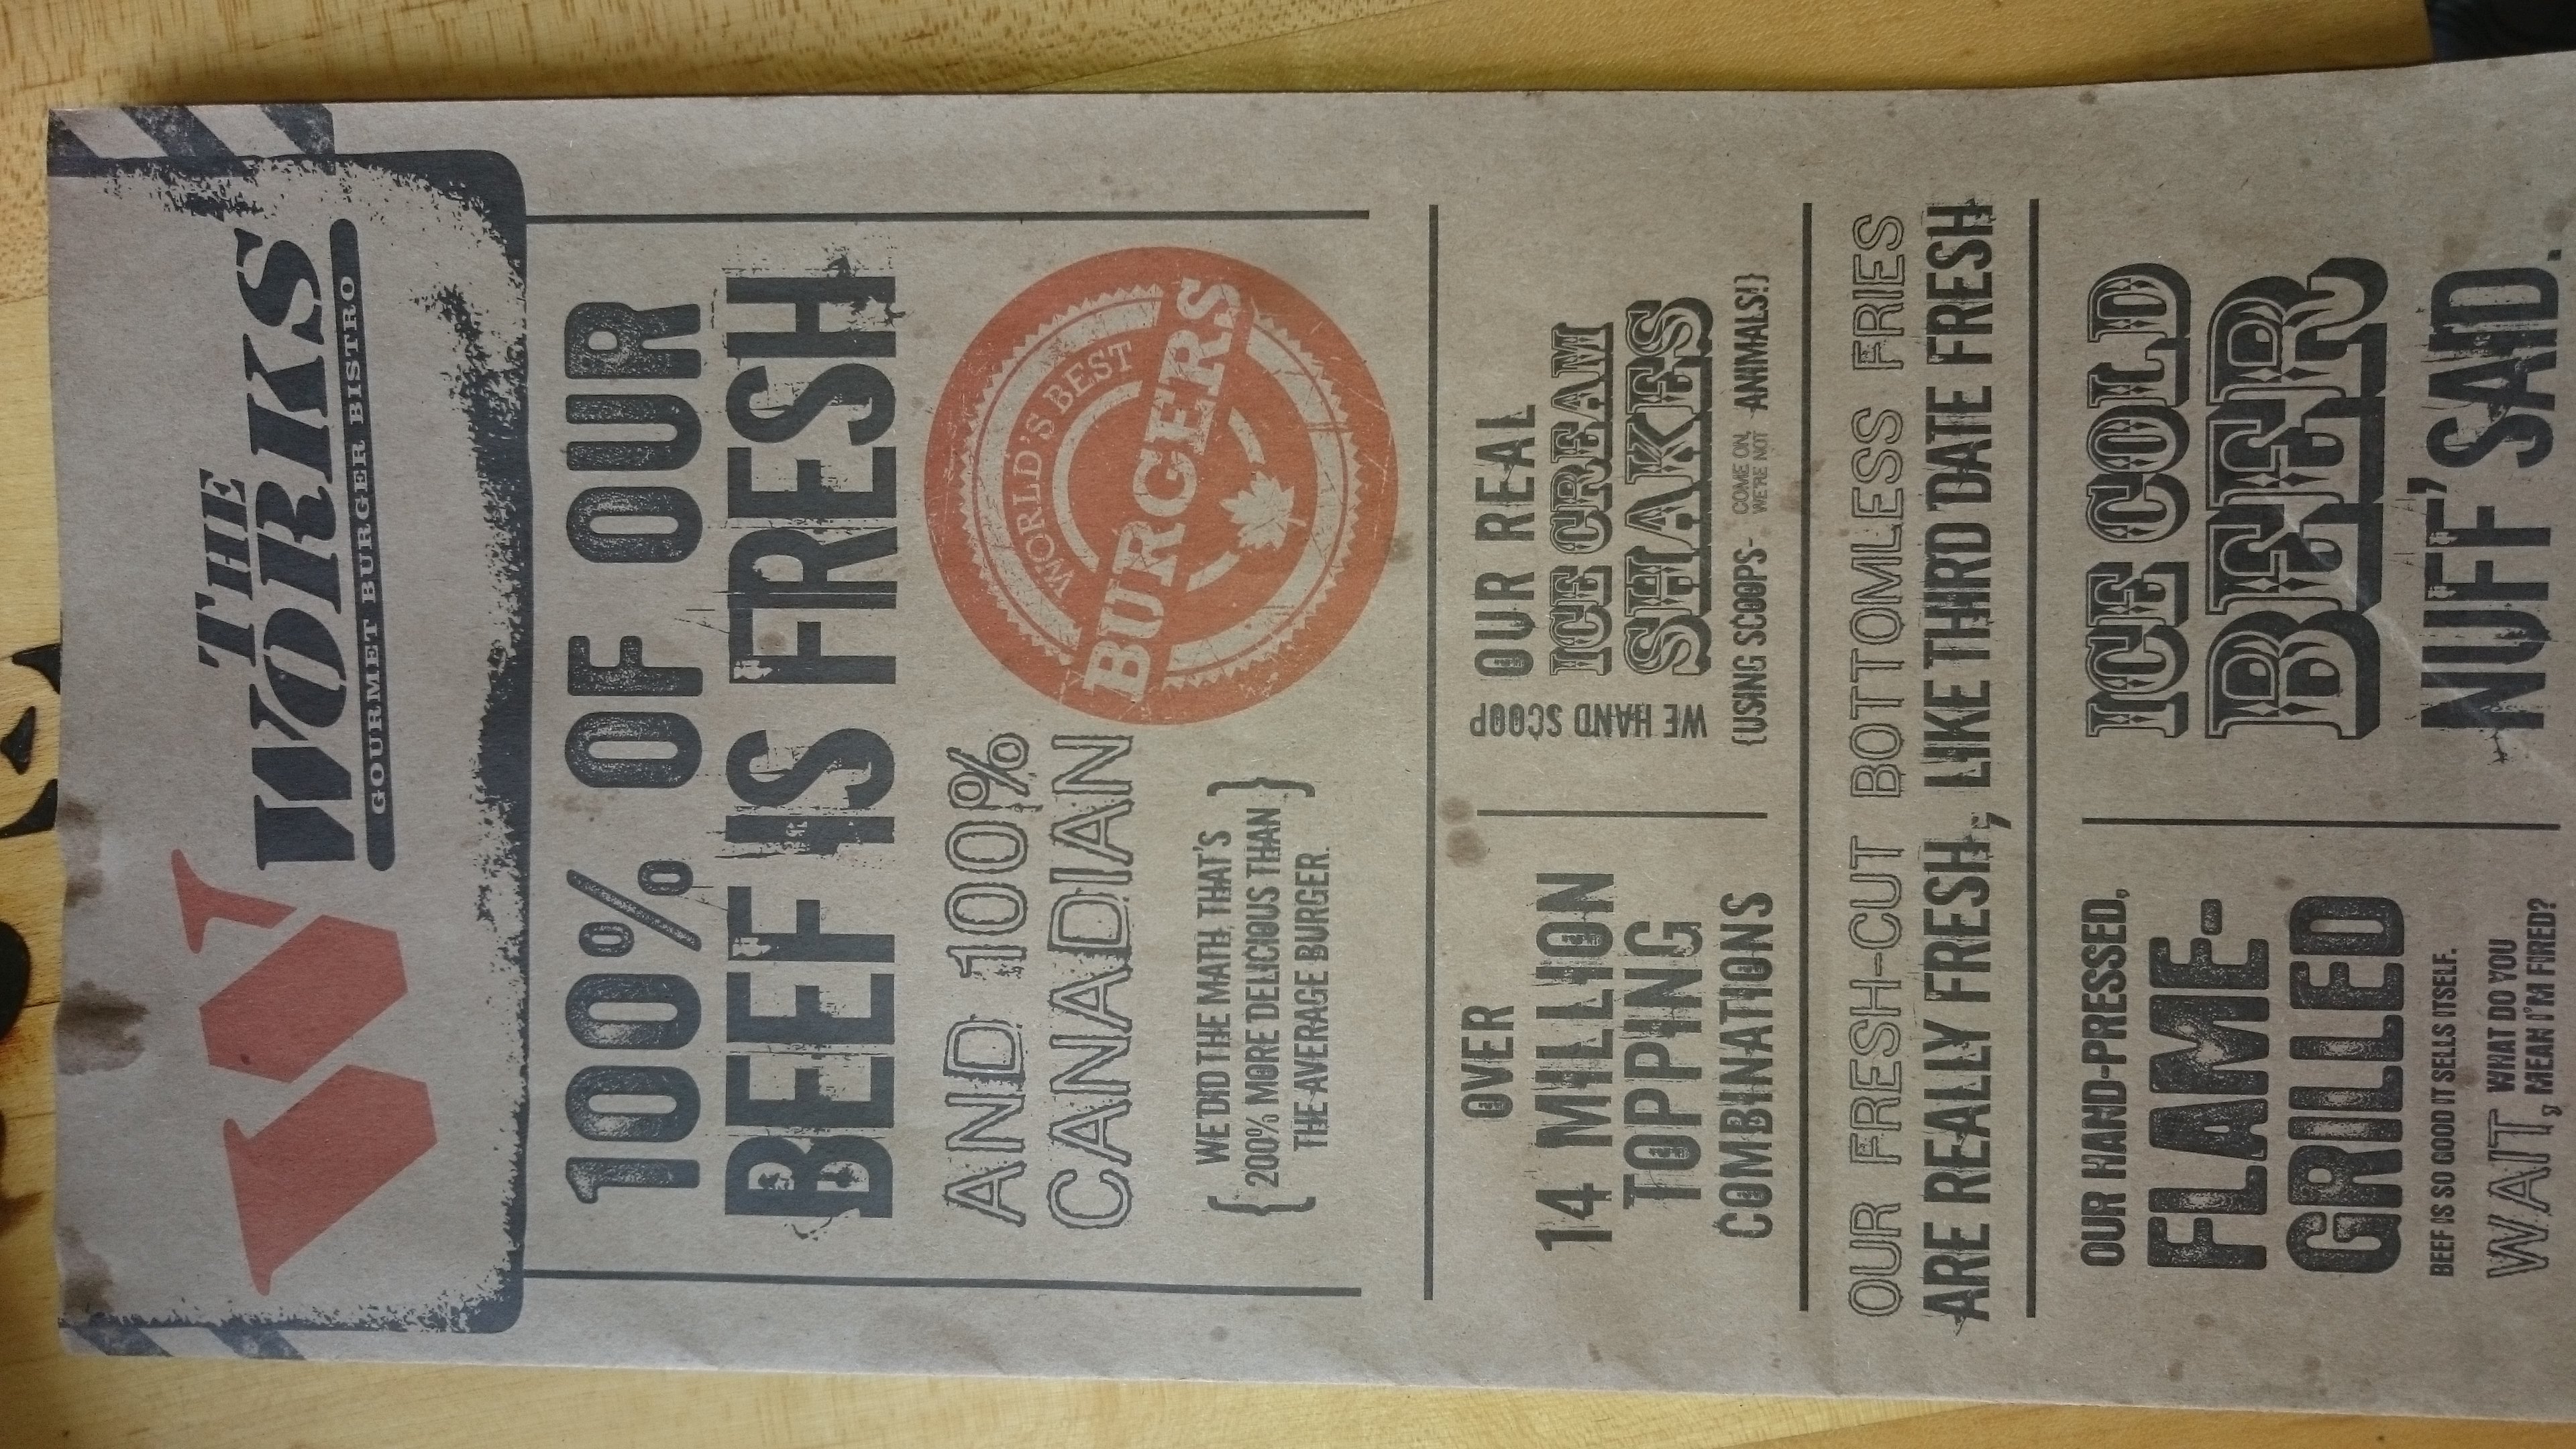 THE
WORKS
GOURMET BURGER BISTRO
100% OF OUR
BEEF IS FRESH
AND 100%
CANADIAN
{ WE DID THE MATH, THAT'S
200% MORE DELICIOUS THAN
THE AVERAGE BURGER. }
WORLD'S BEST
BURGERS
OVER
14 MILLION
TOPPING
COMBINATIONS
WE HAND SCOOP
OUR REAL
ICE CREAM
SHAKES
{USING SCOOPS- COME ON, WE'RE NOT ANIMALS!}
OUR FRESH-CUT BOTTOMLESS FRIES
ARE REALLY FRESH, LIKE THIRD DATE FRESH
OUR HAND-PRESSED,
FLAME-
GRILLED
BEEF IS SO GOOD IT SELLS ITSELF.
WAIT, WHAT DO YOU
MEAN I'M FIRED?
ICE COLD
BEER
NUFF' SAID.